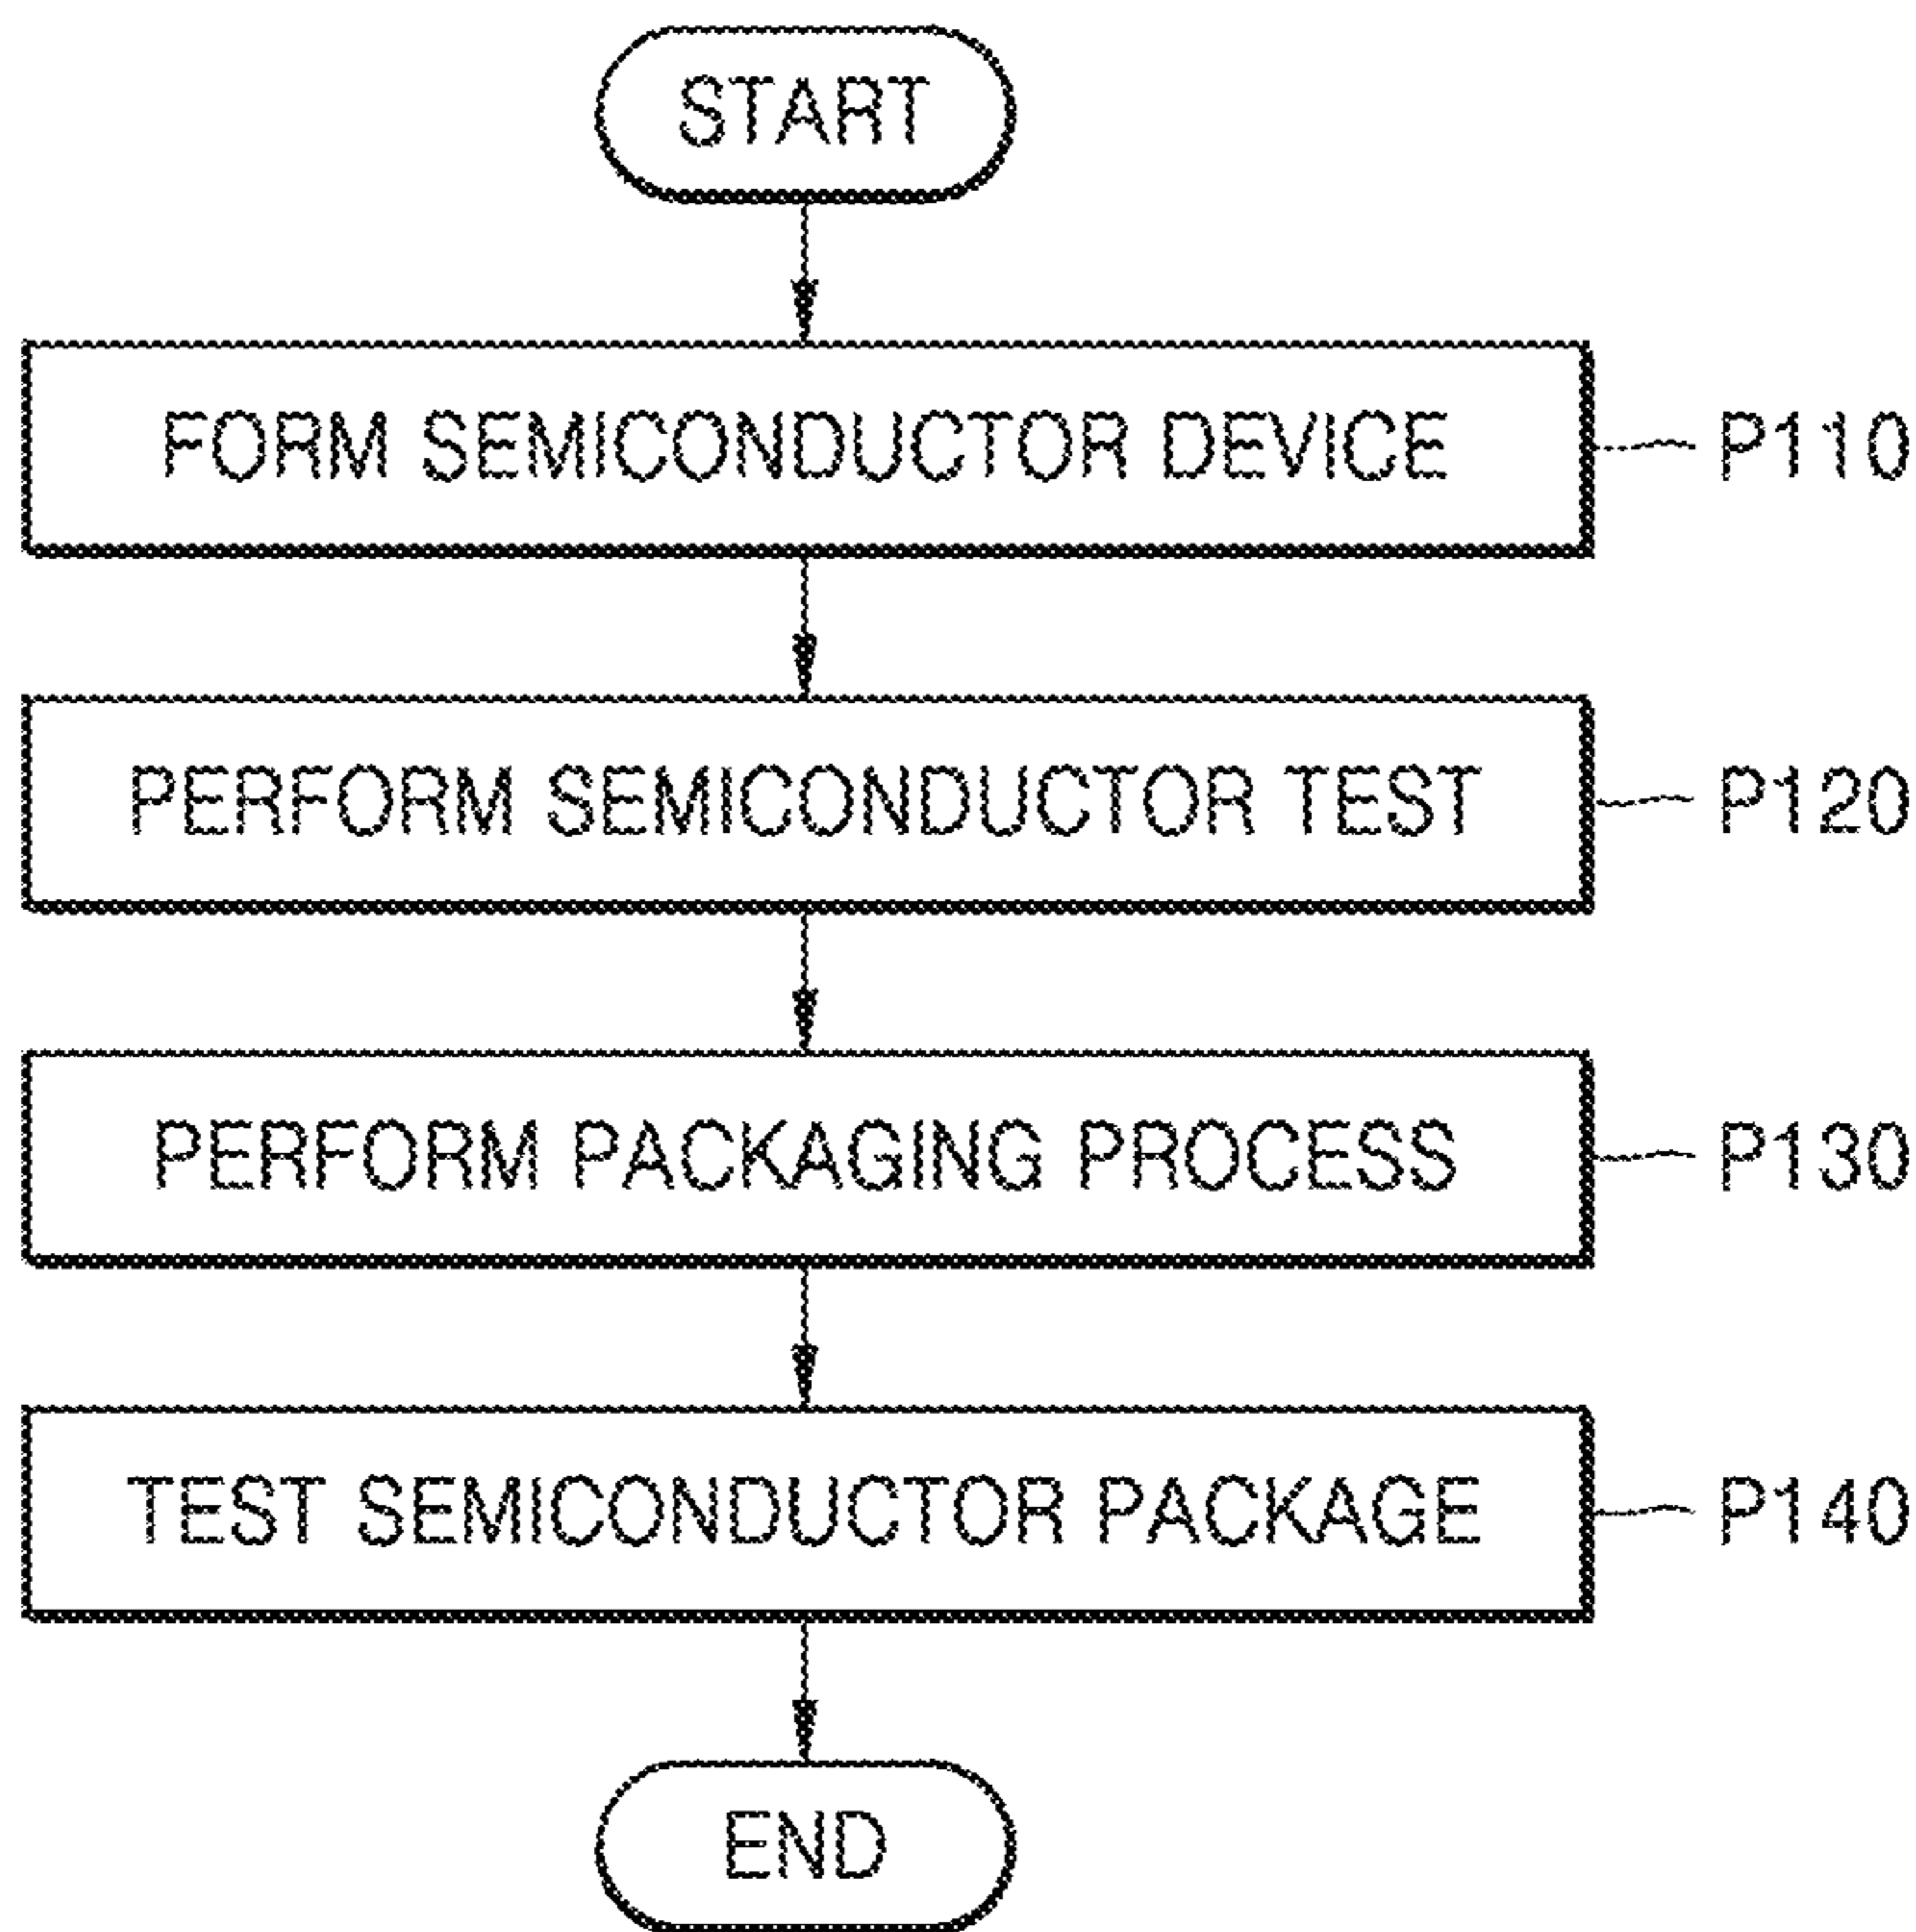 START
FORM SEMICONDUCTOR DEVICE P110
PERFORM SEMICONDUCTOR TEST P120
PERFORM PACKAGING PROCESS P130
TEST SEMICONDUCTOR PACKAGE P140
END